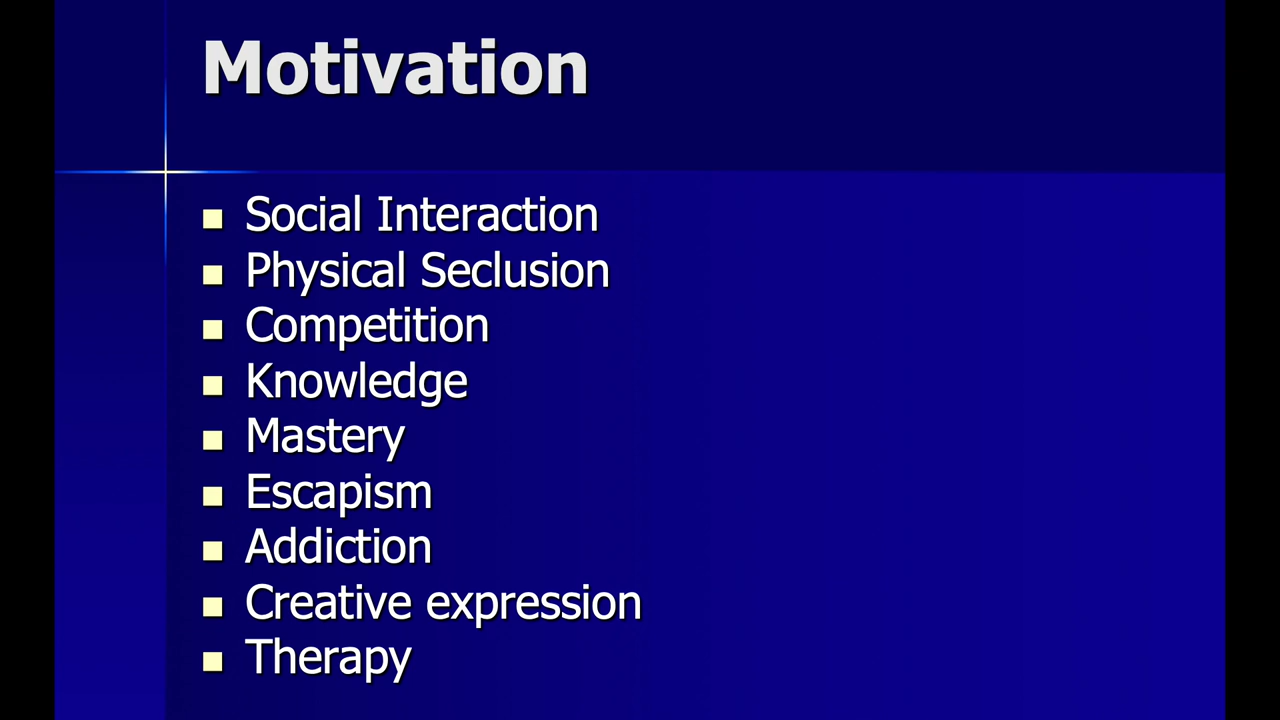 Motivation
Social Interaction
Physical Seclusion
Competition
Knowledge
Mastery
Escapism
Addiction
Creative expression
Therapy